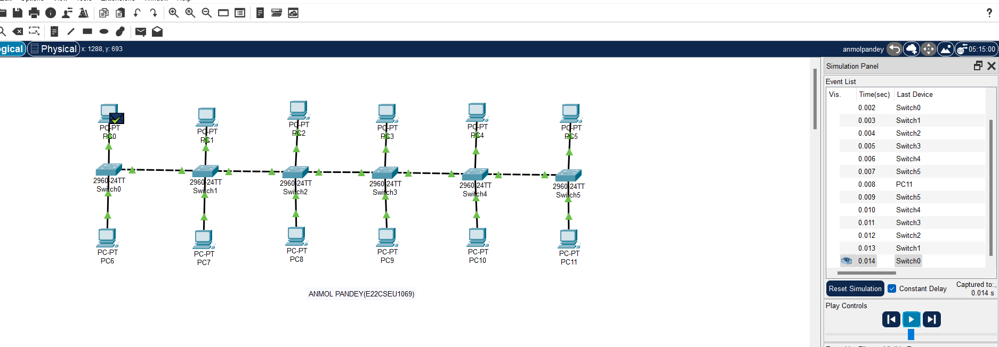 Logical Physical x: 1288, y: 693
anmolpandey 05:15:00
Simulation Panel
Event List
Vis. Time(sec) Last Device
0.002 Switch0
0.003 Switch1
0.004 Switch2
0.005 Switch3
0.006 Switch4
0.007 Switch5
0.008 PC11
0.009 Switch5
0.010 Switch4
0.011 Switch3
0.012 Switch2
0.013 Switch1
0.014 Switch0
Reset Simulation Constant Delay Captured to:
0.014 s
Play Controls
PC-PT
PC0
PC-PT
PC1
PC-PT
PC2
PC-PT
PC3
PC-PT
PC4
PC-PT
PC5
2960-24TT
Switch0
2960-24TT
Switch1
2960-24TT
Switch2
2960-24TT
Switch3
2960-24TT
Switch4
2960-24TT
Switch5
PC-PT
PC6
PC-PT
PC7
PC-PT
PC8
PC-PT
PC9
PC-PT
PC10
PC-PT
PC11
ANMOL PANDEY(E22CSEU1069)